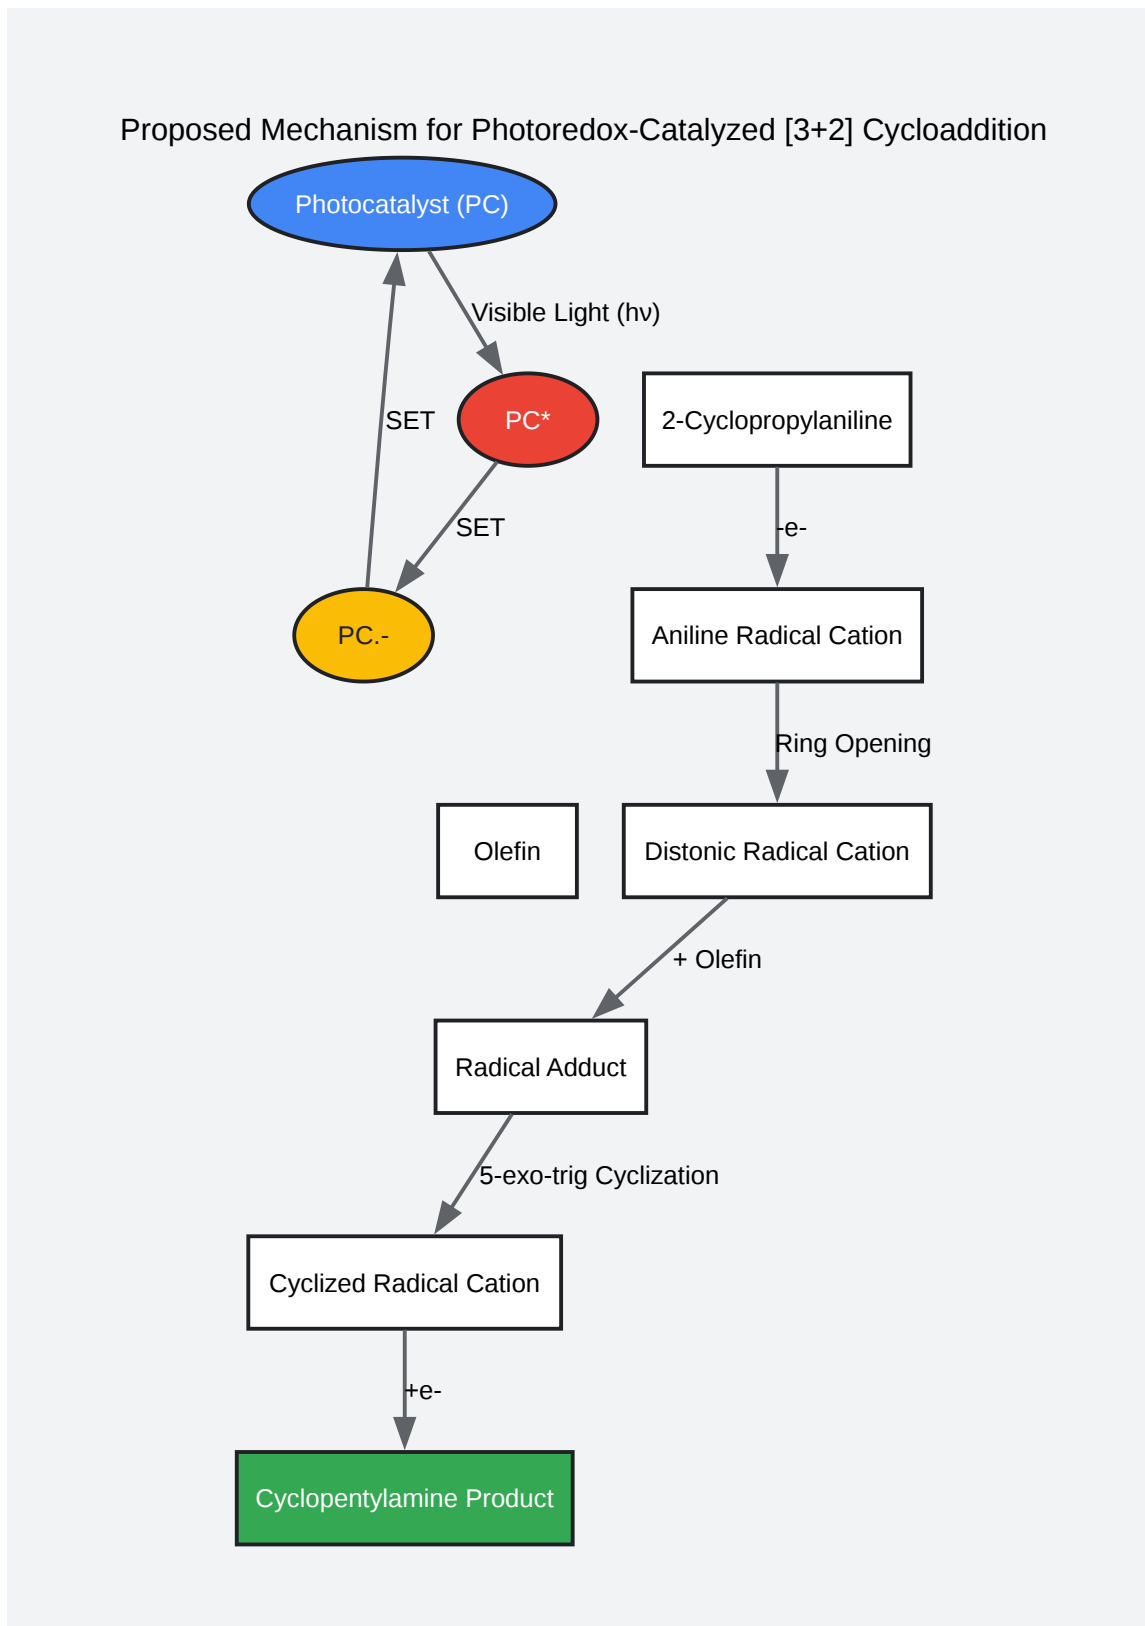 Proposed Mechanism for Photoredox-Catalyzed [3+2] Cycloaddition
Photocatalyst (PC)
Visible Light (hν)
SET
PC*
2-Cyclopropylaniline
SET
-e-
PC.-
Aniline Radical Cation
Ring Opening
Olefin
Distonic Radical Cation
+ Olefin
Radical Adduct
5-exo-trig Cyclization
Cyclized Radical Cation
+e-
Cyclopentylamine Product